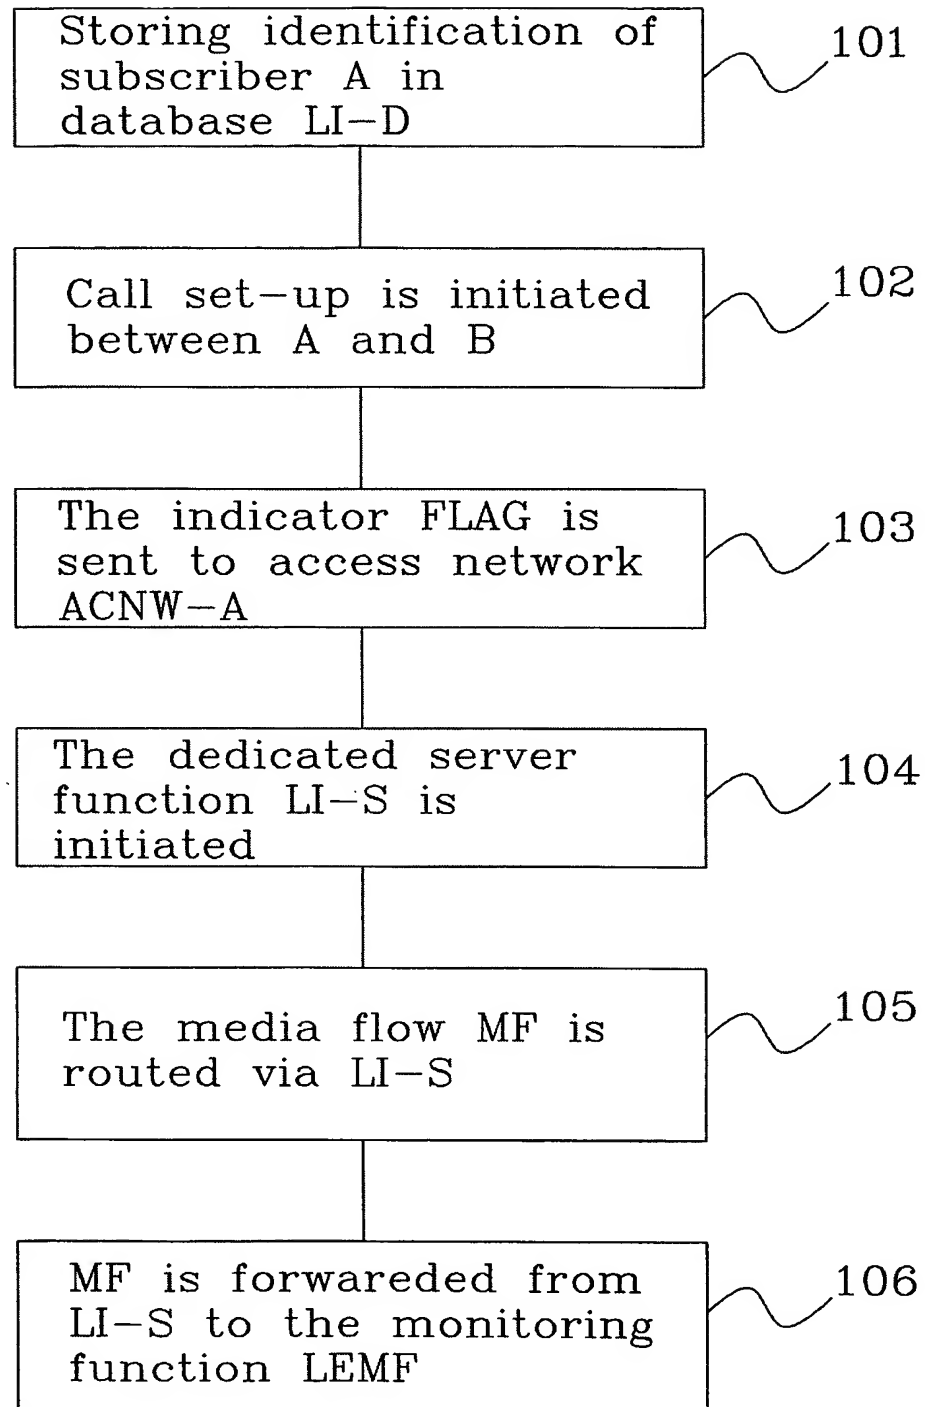 Storing identification of
subscriber A in
database LI-D
101
Call set-up is initiated
between A and B
102
The indicator FLAG is
sent to access network
ACNW-A
103
The dedicated server
function LI-S is
initiated
104
The media flow MF is
routed via LI-S
105
MF is forwareded from
LI-S to the monitoring
function LEMF
106